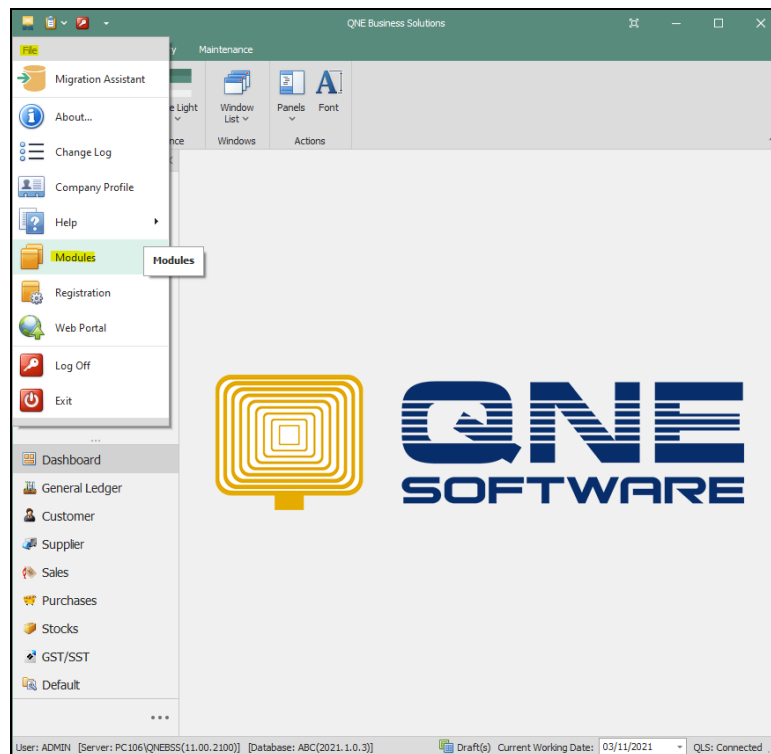 QNE Business Solutions
File
y
Maintenance
Migration Assistant
About...
Change Log
Company Profile
Help
Modules
Modules
Registration
Web Portal
Log Off
Exit
e Light
Window
List
Panels
Font
nce
Windows
Actions
QNE
SOFTWARE
...
Dashboard
General Ledger
Customer
Supplier
Sales
Purchases
Stocks
GST/SST
Default
...
User: ADMIN [Server: PC106\QNEBSS(11.00.2100)] [Database: ABC(2021.1.0.3)] Draft(s) Current Working Date: 03/11/2021 QLS: Connected